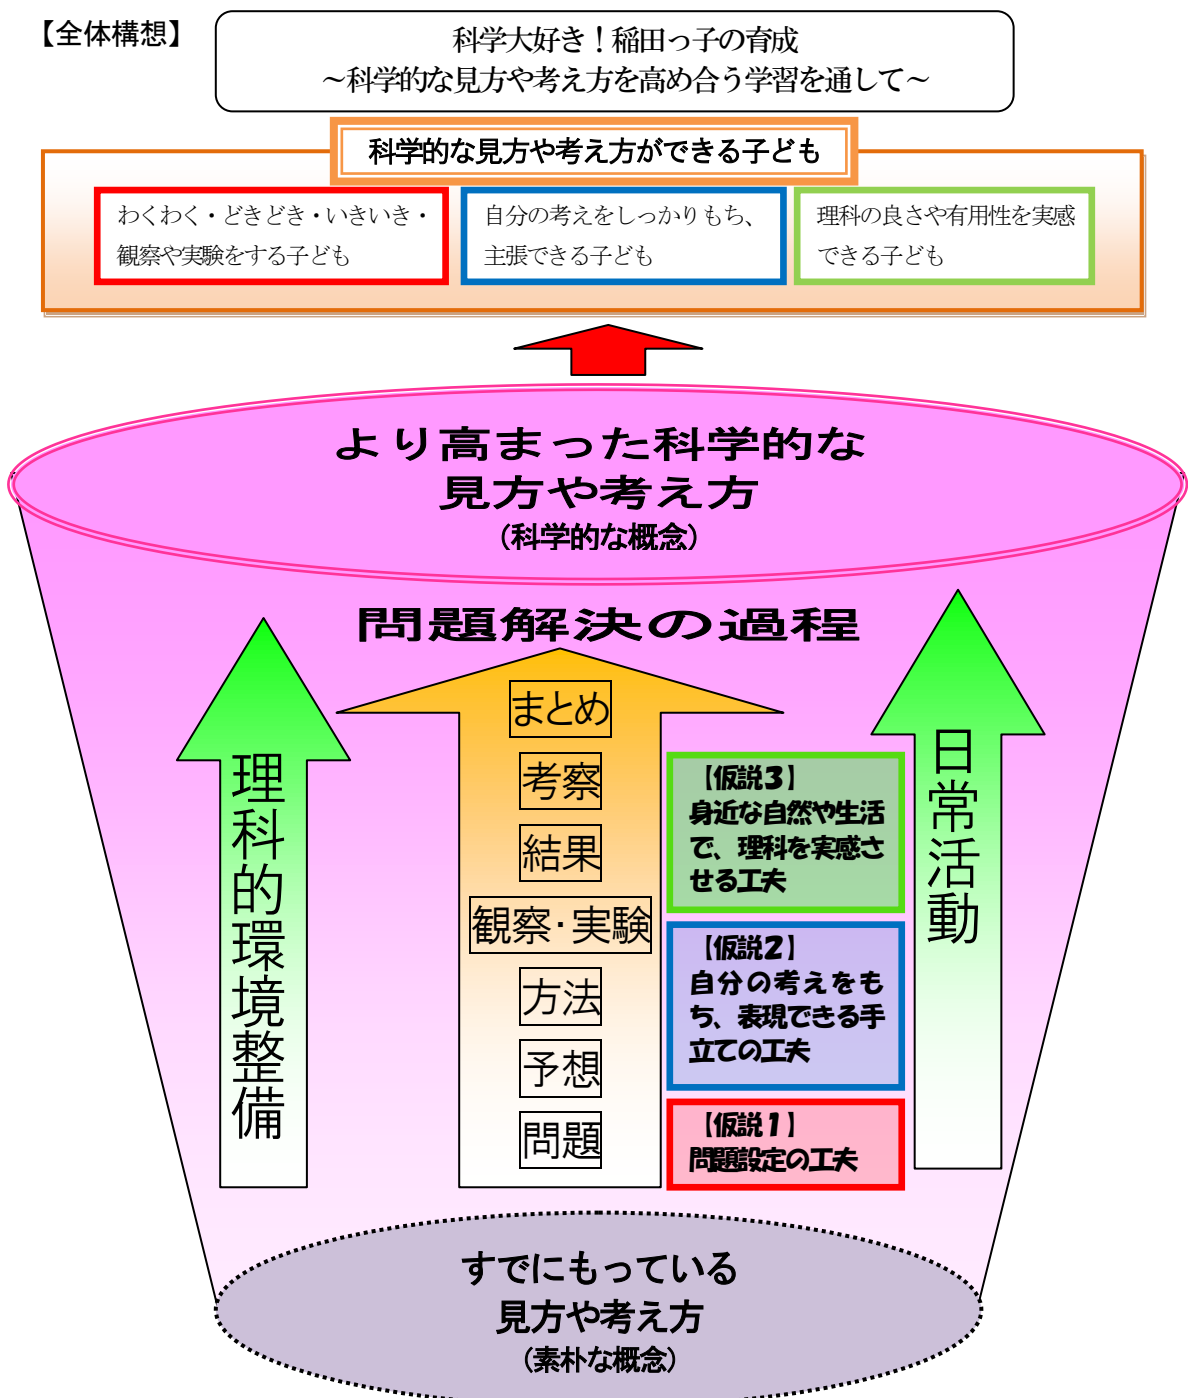 【全体構想】
科学大好き！稲田っ子の育成
～科学的な見方や考え方を高め合う学習を通して～
科学的な見方や考え方ができる子ども
わくわく・どきどき・いきいき・
観察や実験をする子ども
自分の考えをしっかりもち、
主張できる子ども
理科の良さや有用性を実感
できる子ども
より高まった科学的な
見方や考え方
（科学的な概念）
問題解決の過程
理科的環境整備
まとめ
考察
結果
観察・実験
方法
予想
問題
【仮説３】
身近な自然や生活
で、理科を実感さ
せる工夫
【仮説２】
自分の考えをも
ち、表現できる手
立ての工夫
【仮説１】
問題設定の工夫
日常活動
すでにもっている
見方や考え方
（素朴な概念）